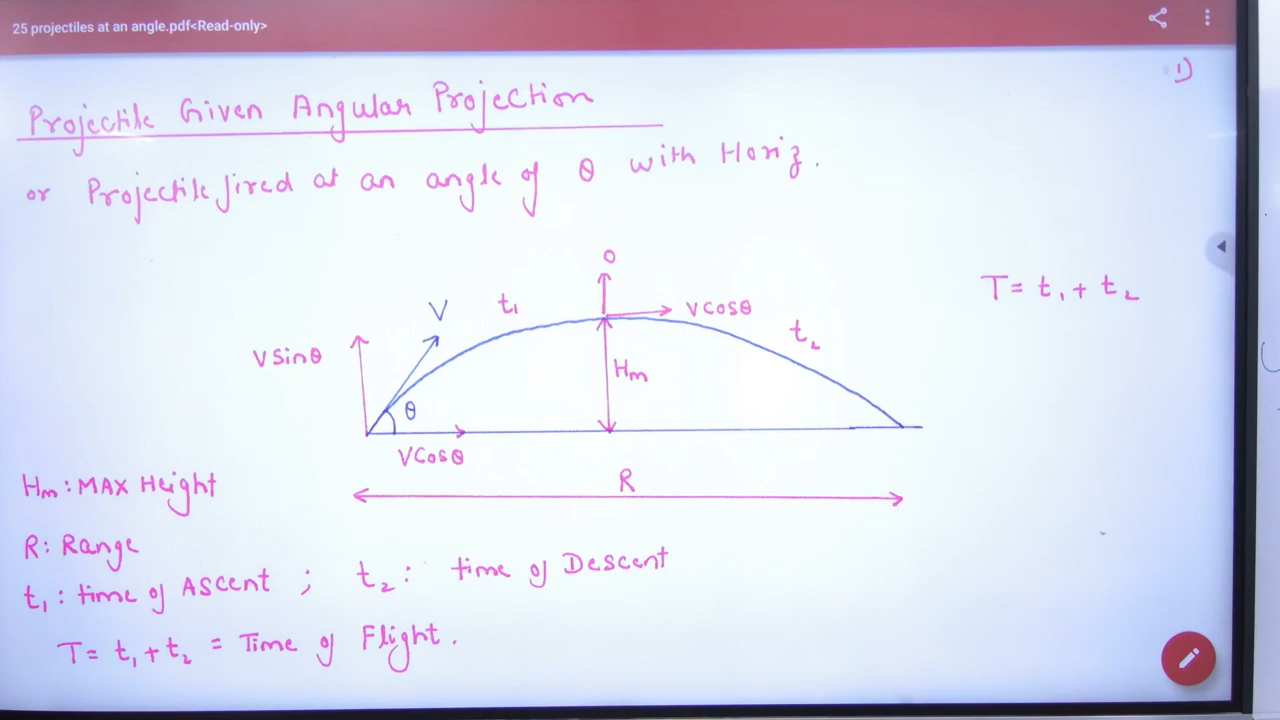 25 projectiles at an angle.pdf<Read-only>
1)
Projectile Given Angular Projection
or Projectile fired at an angle of θ with Horiz.
T = t₁ + t₂
O
V
t₁
VCosθ
t₂
VSinθ
Hm
θ
VCosθ
R
Hm : MAX Height
R : Range
t₁ : time of Ascent ; t₂ : time of Descent
T = t₁ + t₂ = Time of Flight.